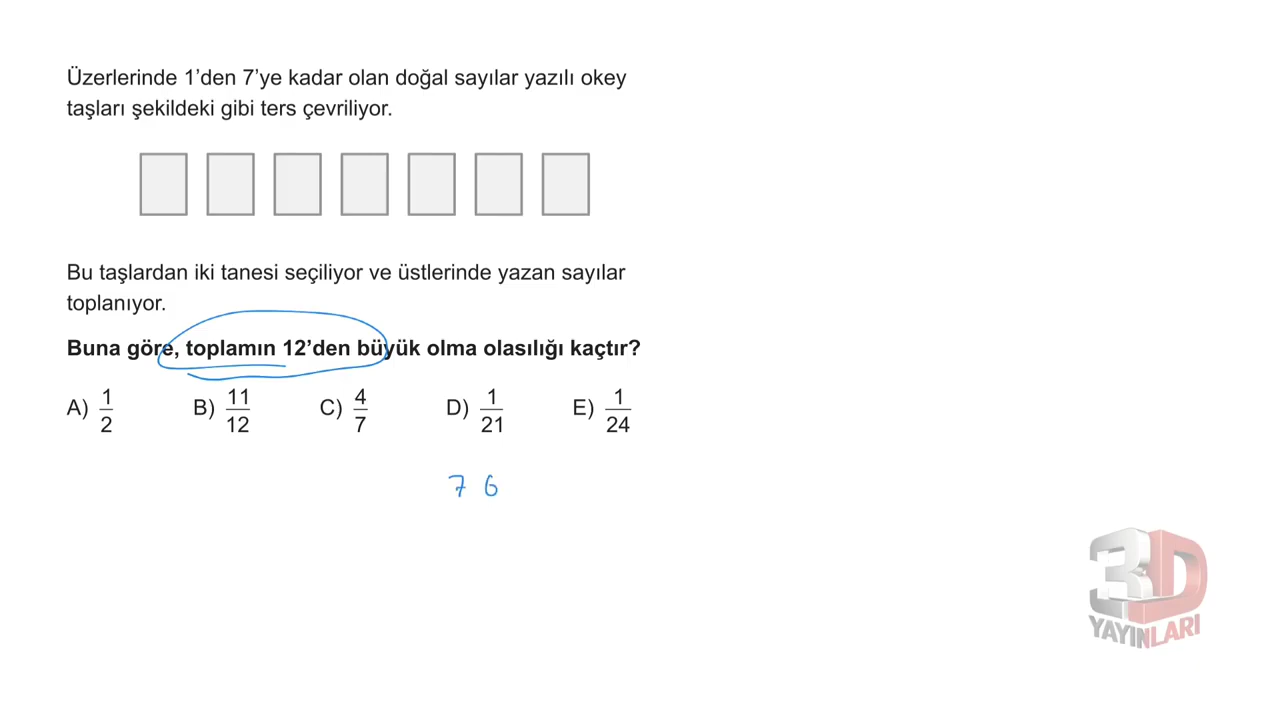 Üzerlerinde 1’den 7’ye kadar olan doğal sayılar yazılı okey
taşları şekildeki gibi ters çevriliyor.
Bu taşlardan iki tanesi seçiliyor ve üstlerinde yazan sayılar
toplanıyor.
Buna göre, toplamın 12’den büyük olma olasılığı kaçtır?
A) 1/2 B) 11/12 C) 4/7 D) 1/21 E) 1/24
7 6
3D
YAYINLARI